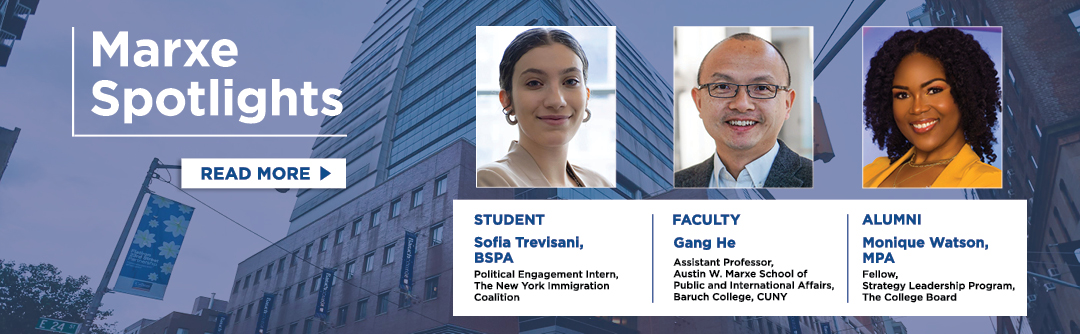 Marxe
Spotlights
READ MORE
STUDENT
Sofia Trevisani,
BSPA
Political Engagement Intern,
The New York Immigration
Coalition
FACULTY
Gang He
Assistant Professor,
Austin W. Marxe School of
Public and International Affairs,
Baruch College, CUNY
ALUMNI
Monique Watson,
MPA
Fellow,
Strategy Leadership Program,
The College Board
E 24 ST